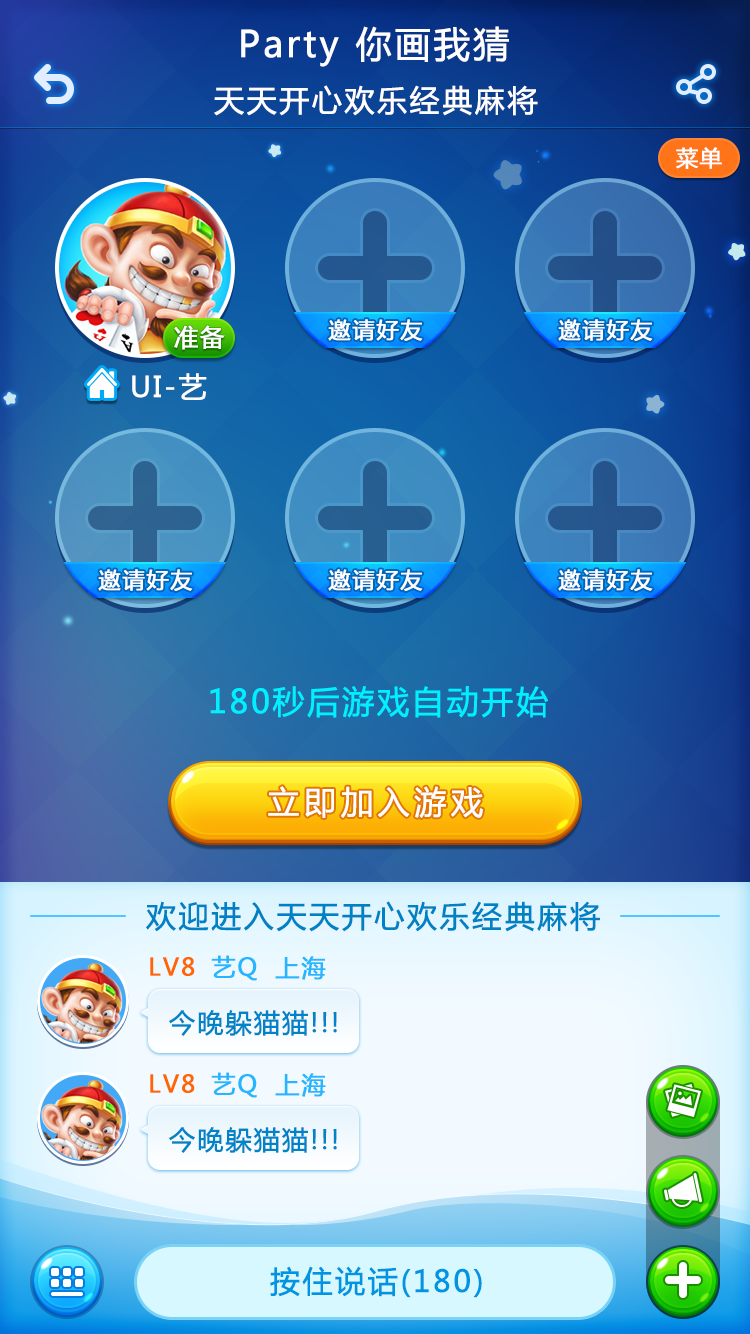 Party 你画我猜
天天开心欢乐经典麻将
菜单
准备
邀请好友
邀请好友
UI-艺
邀请好友
邀请好友
邀请好友
180秒后游戏自动开始
立即加入游戏
欢迎进入天天开心欢乐经典麻将
LV8 艺Q 上海
今晚躲猫猫!!!
LV8 艺Q 上海
今晚躲猫猫!!!
按住说话(180)